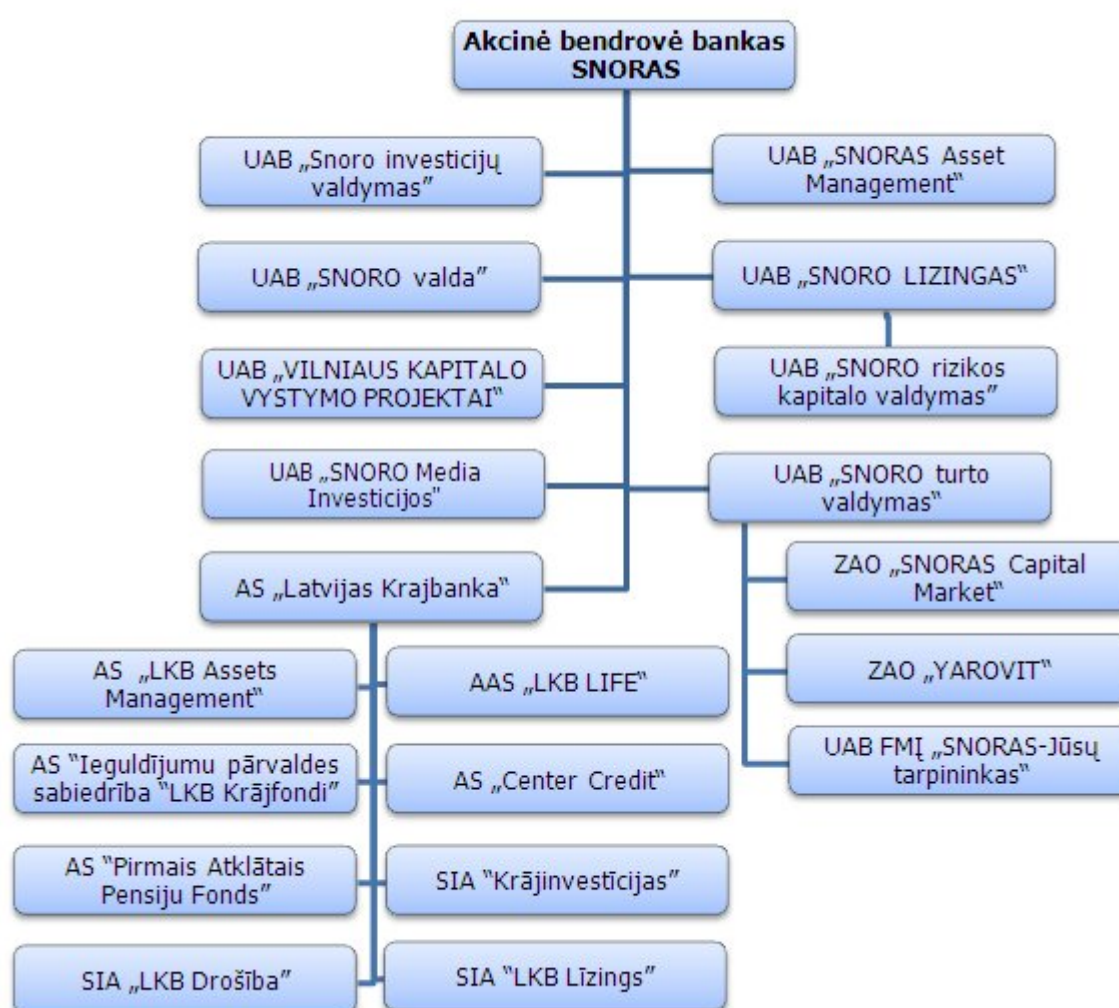 Akcinė bendrovė bankas
SNORAS
UAB „Snoro investicijų
valdymas”
UAB „SNORAS Asset
Management“
UAB „SNORO valda”
UAB „SNORO LIZINGAS“
UAB „VILNIAUS KAPITALO
VYSTYMO PROJEKTAI“
UAB „SNORO rizikos
kapitalo valdymas”
UAB „SNORO Media
Investicijos”
UAB „SNORO turto
valdymas“
AS „Latvijas Krajbanka“
ZAO „SNORAS Capital
Market“
ZAO „YAROVIT“
UAB FMĮ „SNORAS-Jūsų
tarpininkas“
AS „LKB Assets
Management“
AAS „LKB LIFE“
AS “Ieguldījumu pārvaldes
sabiedrība “LKB Krājfondi”
AS „Center Credit“
AS “Pirmais Atklātais
Pensiju Fonds”
SIA “Krājinvestīcijas”
SIA „LKB Drošība”
SIA “LKB Līzings”